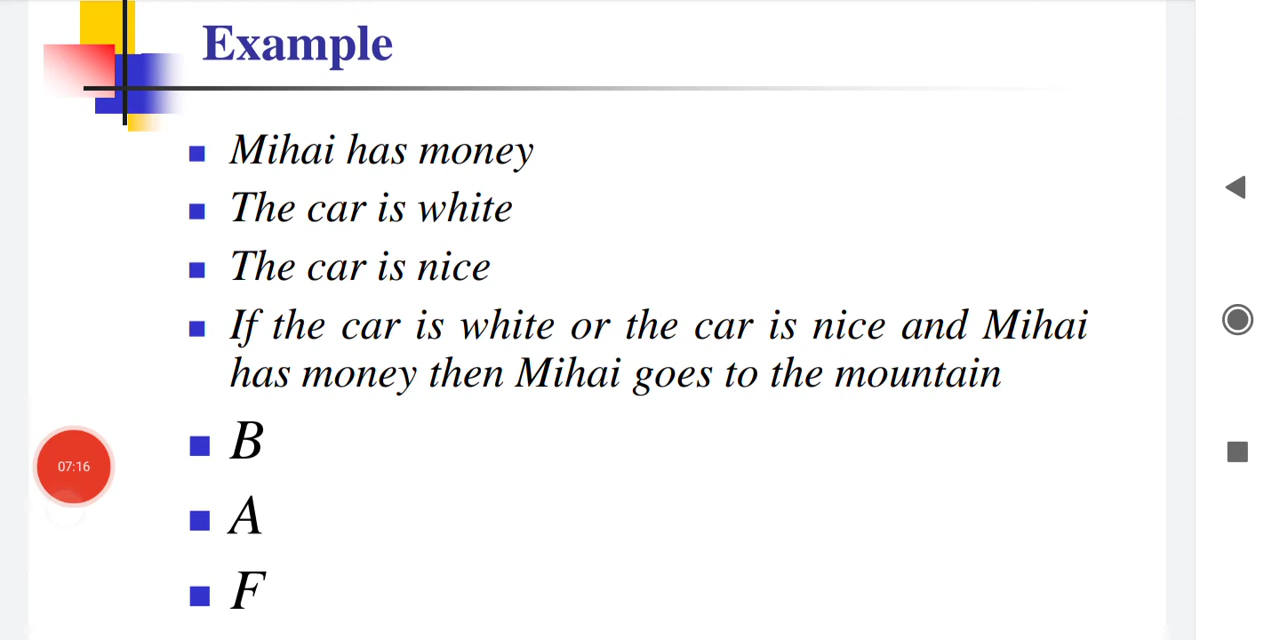 Example
Mihai has money
The car is white
The car is nice
If the car is white or the car is nice and Mihai
has money then Mihai goes to the mountain
B
07:16
A
F